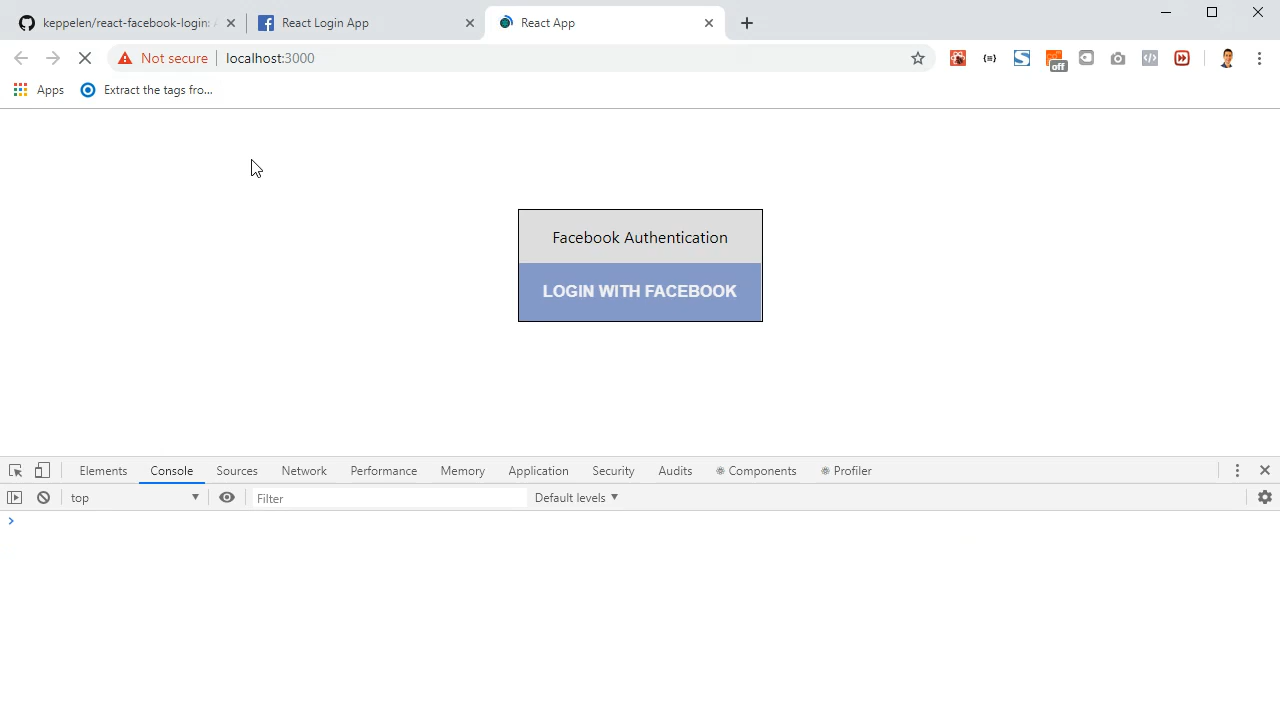 keppelen/react-facebook-login:
React Login App
React App
Not secure
localhost:3000
off
Apps
Extract the tags fro...
Facebook Authentication
LOGIN WITH FACEBOOK
Elements
Console
Sources
Network
Performance
Memory
Application
Security
Audits
Components
Profiler
top
Filter
Default levels